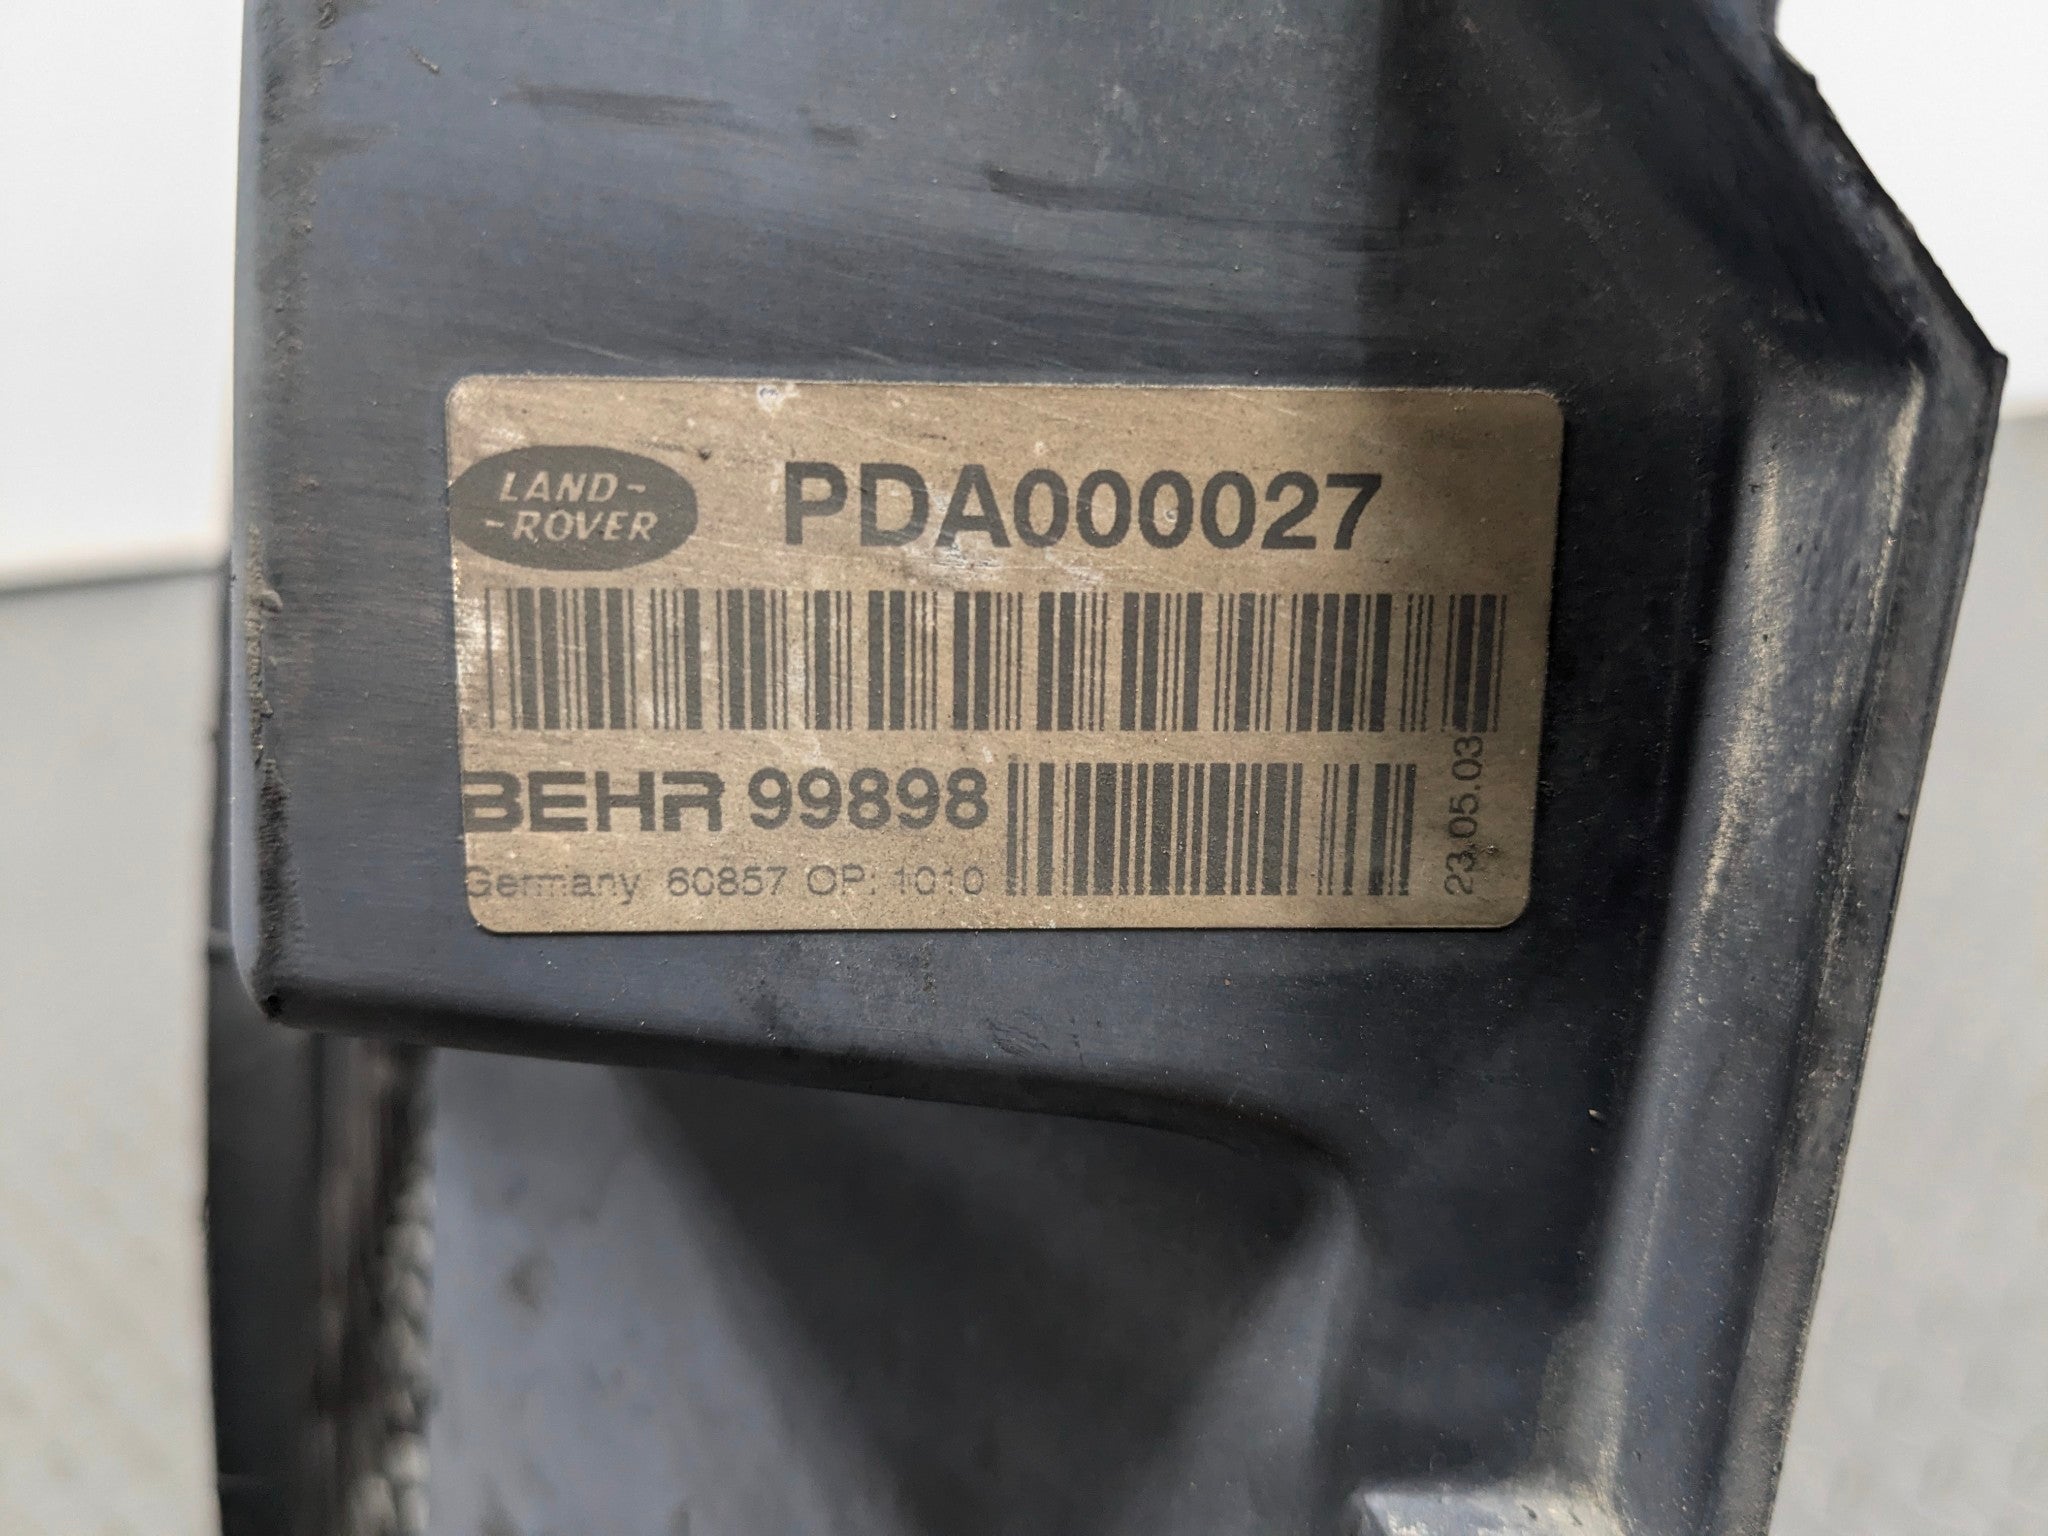 LAND-
-ROVER
PDA000027
BEHR 99898
Germany 60857 OP: 1010
23.05.03